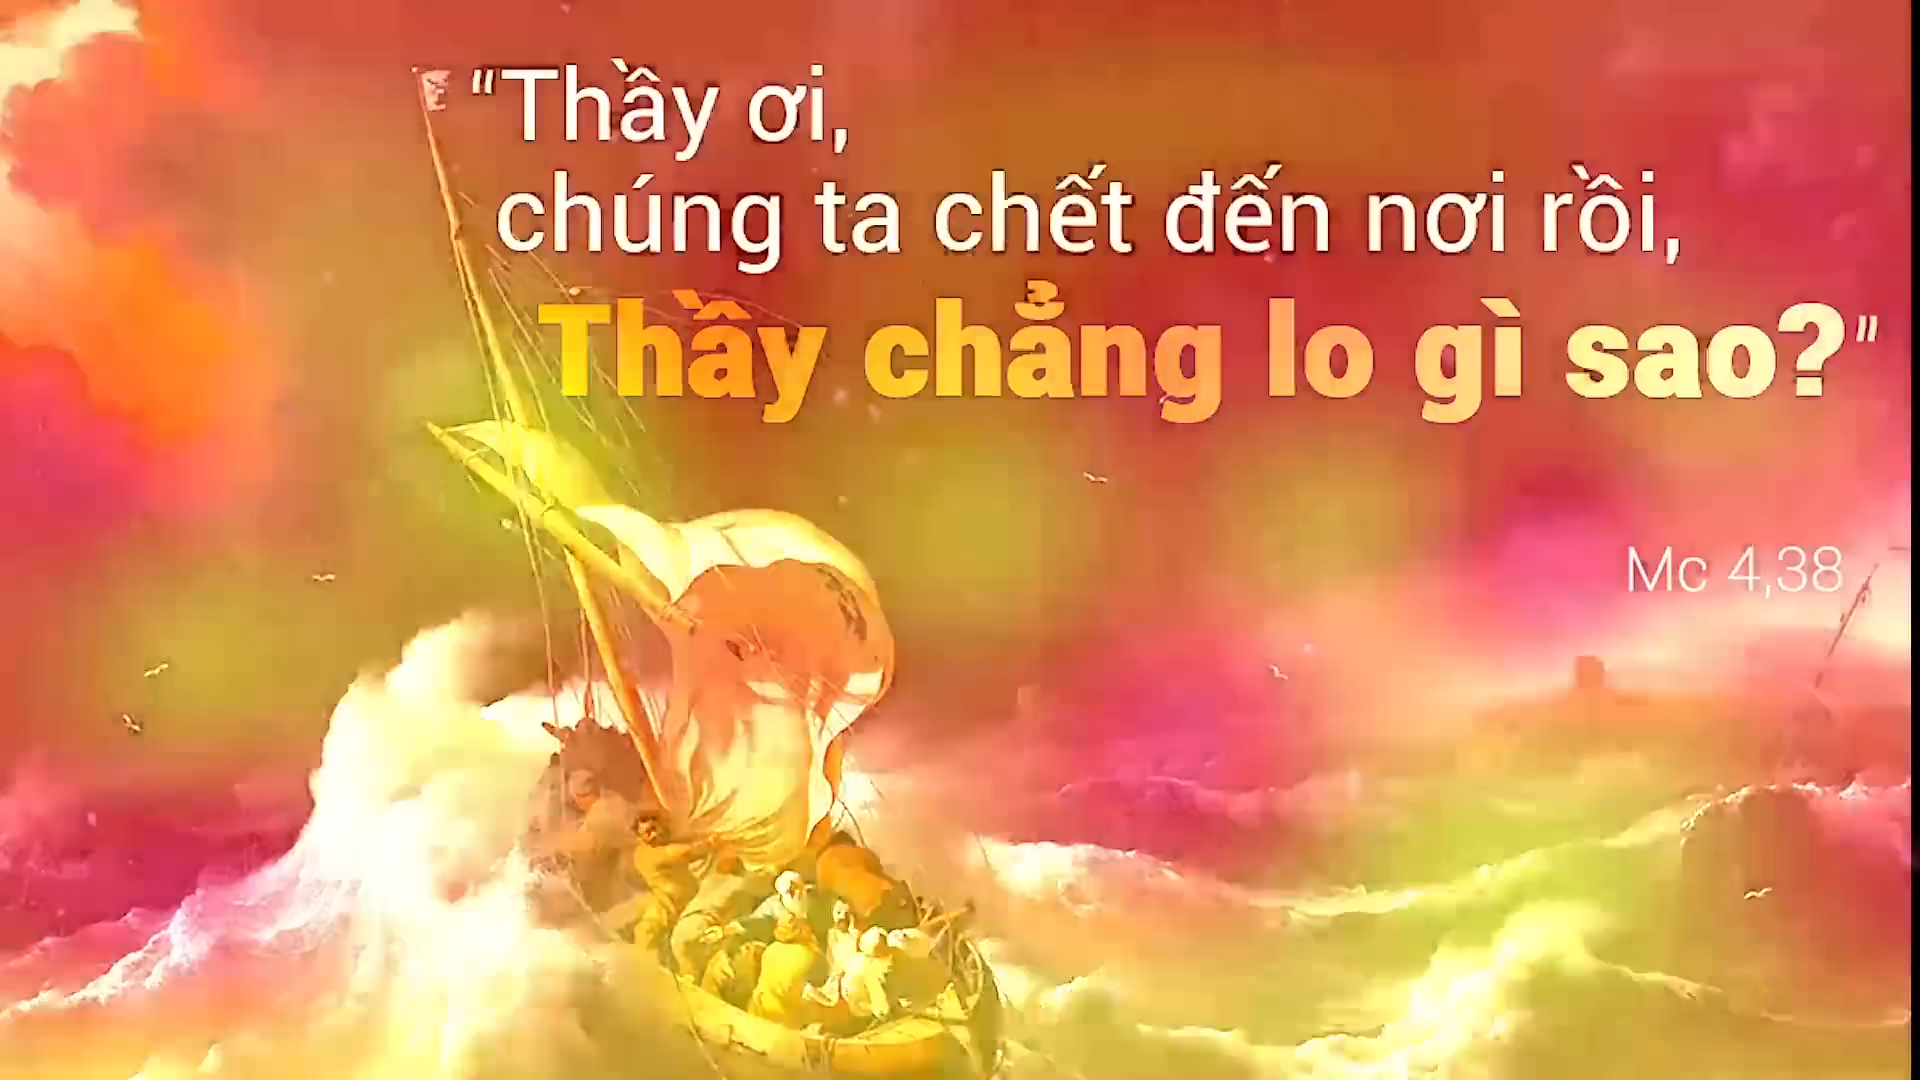 “Thầy ơi,
chúng ta chết đến nơi rồi,
Thầy chẳng lo gì sao?”
Mc 4,38